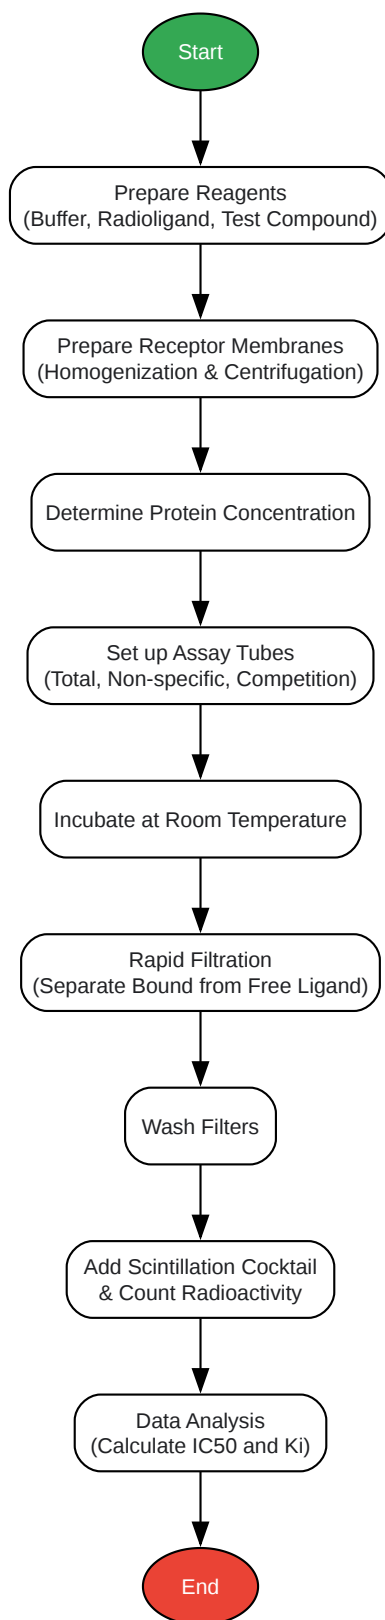 Start
Prepare Reagents
(Buffer, Radioligand, Test Compound)
Prepare Receptor Membranes
(Homogenization & Centrifugation)
Determine Protein Concentration
Set up Assay Tubes
(Total, Non-specific, Competition)
Incubate at Room Temperature
Rapid Filtration
(Separate Bound from Free Ligand)
Wash Filters
Add Scintillation Cocktail
& Count Radioactivity
Data Analysis
(Calculate IC50 and Ki)
End